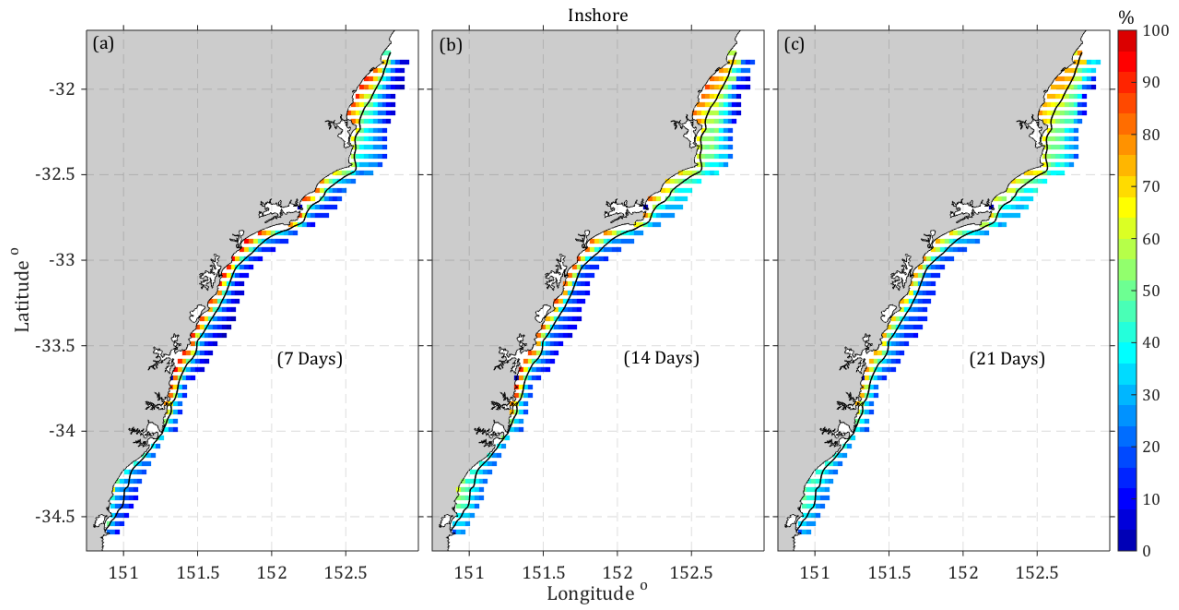 Inshore
%
(a)
(b)
(c)
100
90
80
70
60
50
40
30
20
10
0
-32
-32.5
-33
-33.5
-34
-34.5
Latitude °
(7 Days)
(14 Days)
(21 Days)
151 151.5 152 152.5
151 151.5 152 152.5
151 151.5 152 152.5
Longitude °